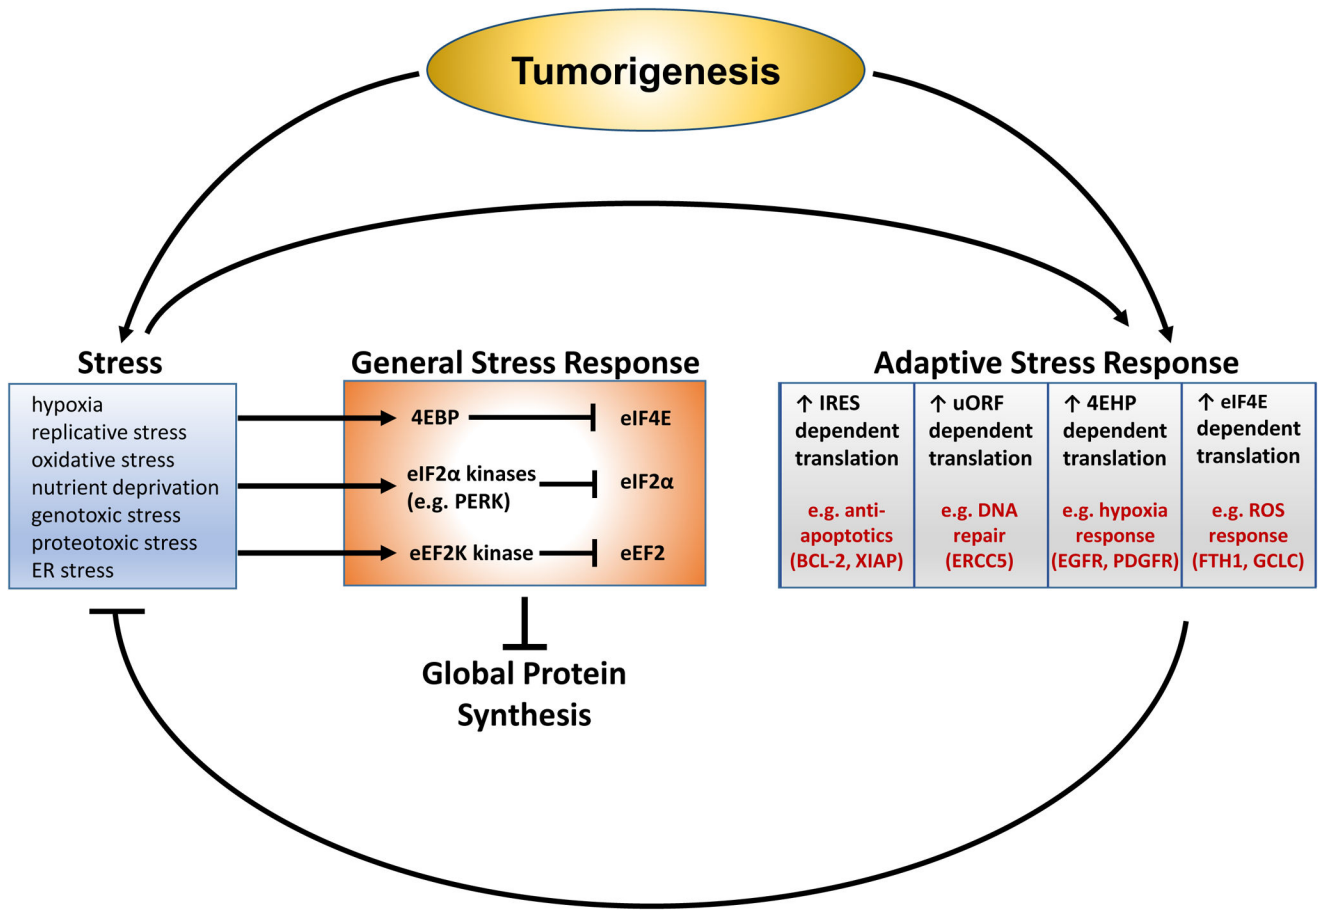 Tumorigenesis
Stress
hypoxia
replicative stress
oxidative stress
nutrient deprivation
genotoxic stress
proteotoxic stress
ER stress
General Stress Response
4EBP
eIF4E
eIF2α kinases
(e.g. PERK)
eIF2α
eEF2K kinase
eEF2
Global Protein
Synthesis
Adaptive Stress Response
↑ IRES
dependent
translation
e.g. anti-
apoptotics
(BCL-2, XIAP)
↑ uORF
dependent
translation
e.g. DNA
repair
(ERCC5)
↑ 4EHP
dependent
translation
e.g. hypoxia
response
(EGFR, PDGFR)
↑ eIF4E
dependent
translation
e.g. ROS
response
(FTH1, GCLC)